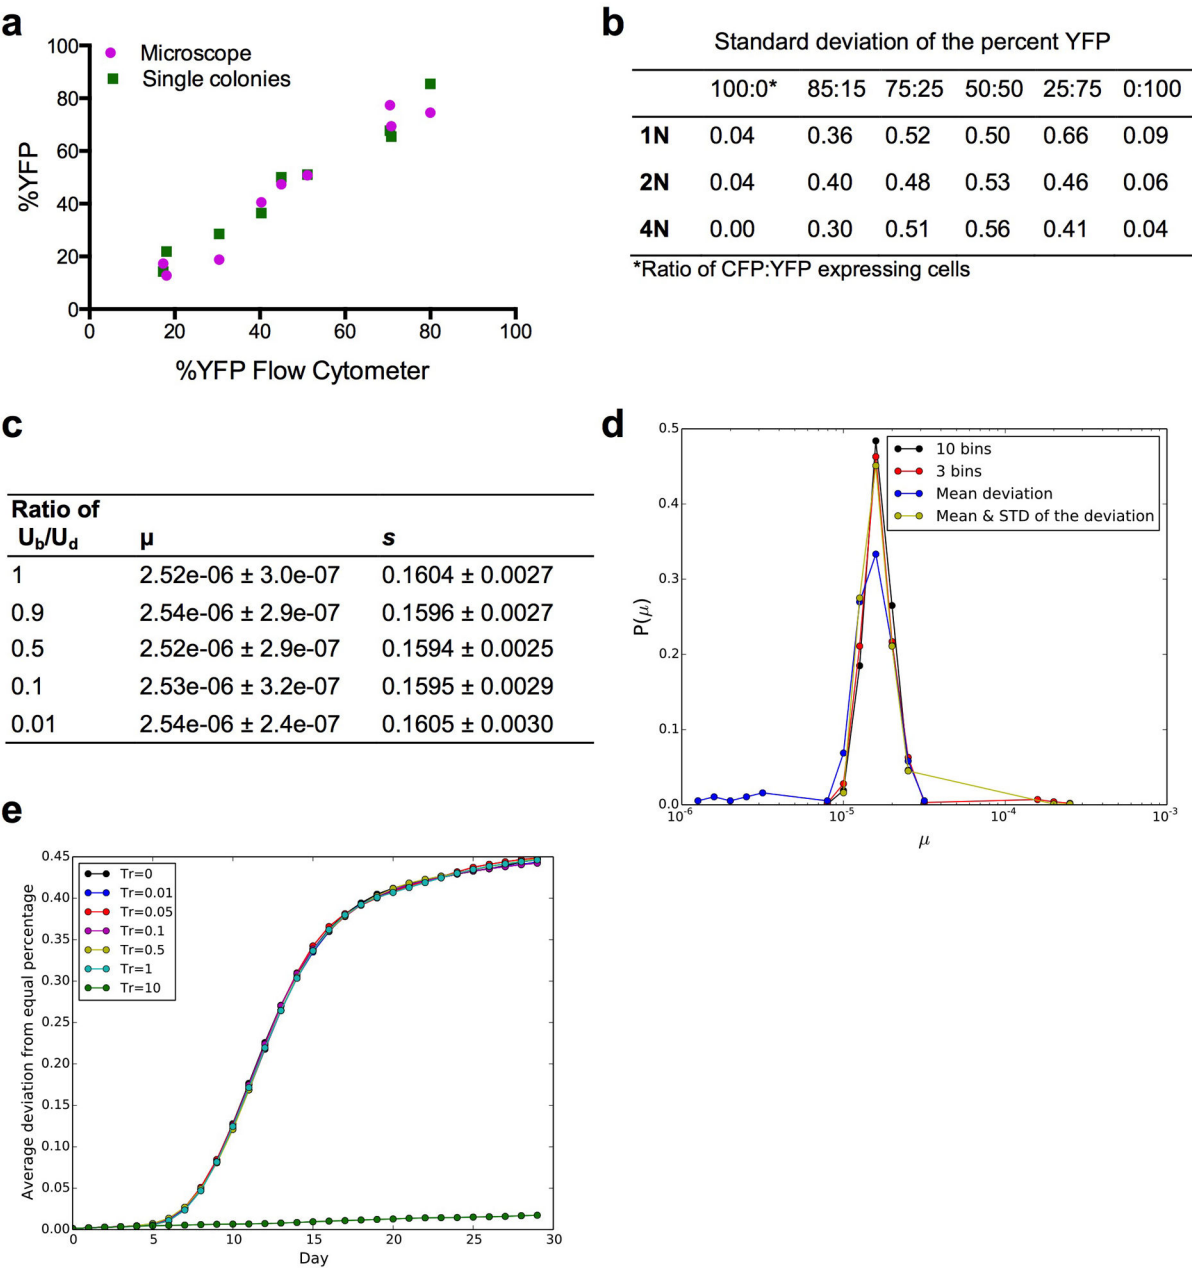 a
100
80
60
40
20
0
%YFP
Microscope
Single colonies
0 20 40 60 80 100
%YFP Flow Cytometer
b
Standard deviation of the percent YFP
100:0* 85:15 75:25 50:50 25:75 0:100
1N 0.04 0.36 0.52 0.50 0.66 0.09
2N 0.04 0.40 0.48 0.53 0.46 0.06
4N 0.00 0.30 0.51 0.56 0.41 0.04
*Ratio of CFP:YFP expressing cells
c
Ratio of
Ub/Ud μ s
1 2.52e-06 ± 3.0e-07 0.1604 ± 0.0027
0.9 2.54e-06 ± 2.9e-07 0.1596 ± 0.0027
0.5 2.52e-06 ± 2.9e-07 0.1594 ± 0.0025
0.1 2.53e-06 ± 3.2e-07 0.1595 ± 0.0029
0.01 2.54e-06 ± 2.4e-07 0.1605 ± 0.0030
d
0.5
0.4
0.3
0.2
0.1
0.0
P(μ)
10 bins
3 bins
Mean deviation
Mean & STD of the deviation
10-6 10-5 10-4 10-3
μ
e
0.45
0.40
0.35
0.30
0.25
0.20
0.15
0.10
0.05
0.00
Average deviation from equal percentage
Tr=0
Tr=0.01
Tr=0.05
Tr=0.1
Tr=0.5
Tr=1
Tr=10
0 5 10 15 20 25 30
Day